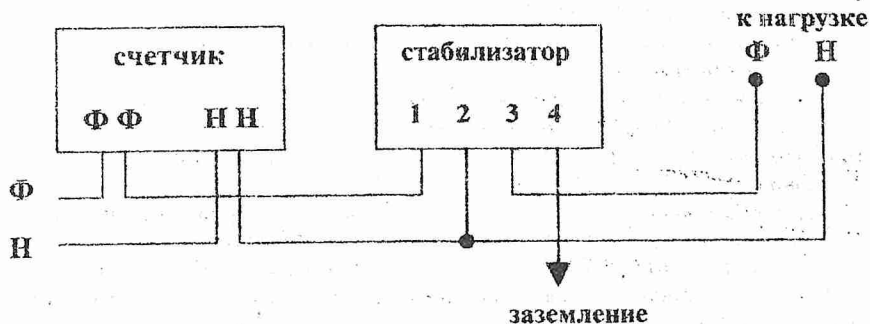 к нагрузке
счетчик
стабилизатор
Ф Н
Ф Ф Н Н
1 2 3 4
Ф
Н
заземление